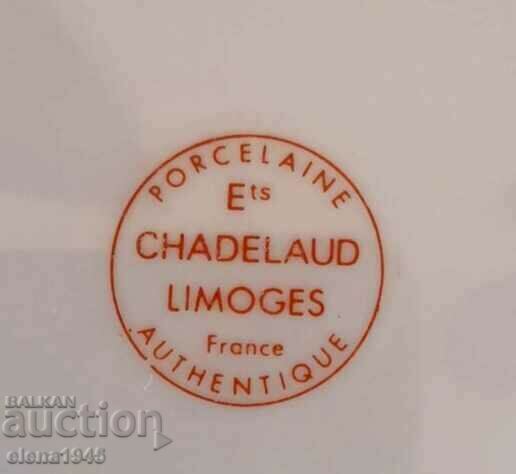 PORCELAINE
Ets
CHADELAUD
LIMOGES
France
AUTHENTIQUE
BALKAN
auction
elena1945